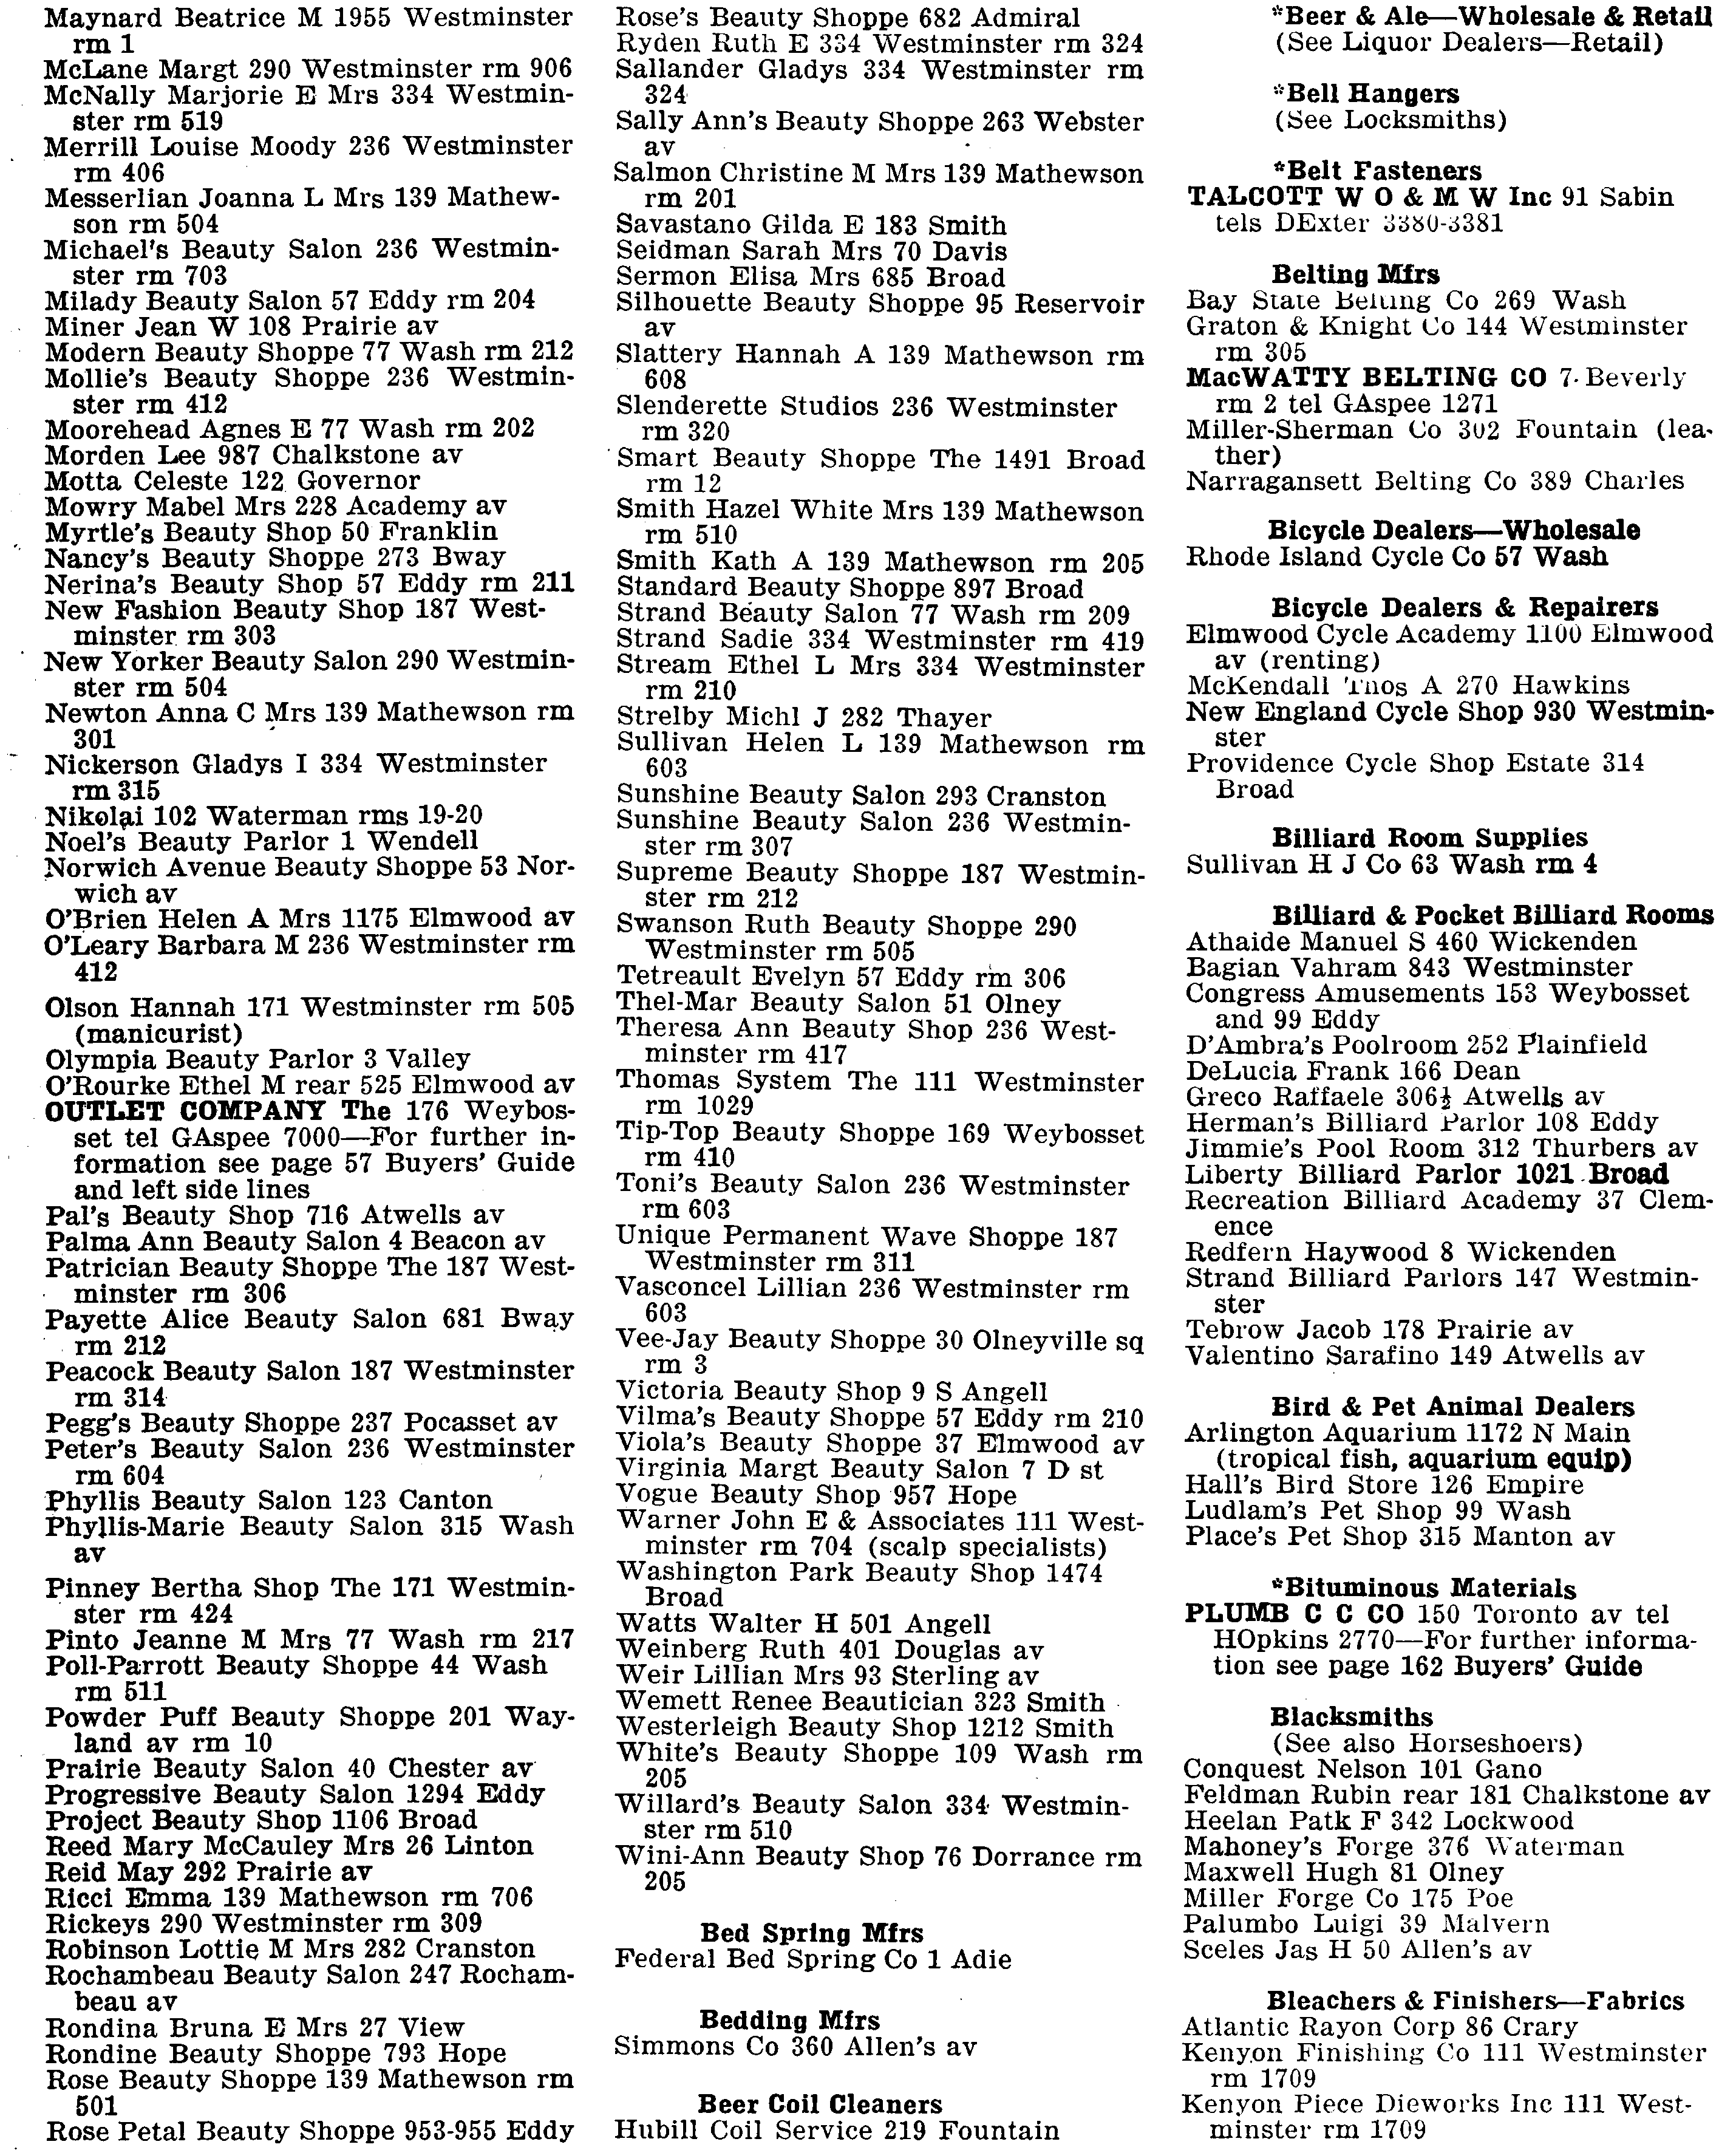 Maynard Beatrice M 1955 Westminster
rm 1
McLane Margt 290 Westminster rm 906
McNally Marjorie E Mrs 334 Westmin-
ster rm 519
Merrill Louise Moody 236 Westminster
rm 406
Messerlian Joanna L Mrs 139 Mathew-
son rm 504
Michael's Beauty Salon 236 Westmin-
ster rm 703
Milady Beauty Salon 57 Eddy rm 204
Miner Jean W 108 Prairie av
Modern Beauty Shoppe 77 Wash rm 212
Mollie's Beauty Shoppe 236 Westmin-
ster rm 412
Moorehead Agnes E 77 Wash rm 202
Morden Lee 987 Chalkstone av
Motta Celeste 122 Governor
Mowry Mabel Mrs 228 Academy av
Myrtle's Beauty Shop 50 Franklin
Nancy's Beauty Shoppe 273 Bway
Nerina's Beauty Shop 57 Eddy rm 211
New Fashion Beauty Shop 187 West-
minster rm 303
New Yorker Beauty Salon 290 Westmin-
ster rm 504
Newton Anna C Mrs 139 Mathewson rm
301
Nickerson Gladys I 334 Westminster
rm 315
Nikolai 102 Waterman rms 19-20
Noel's Beauty Parlor 1 Wendell
Norwich Avenue Beauty Shoppe 53 Nor-
wich av
O'Brien Helen A Mrs 1175 Elmwood av
O'Leary Barbara M 236 Westminster rm
412
Olson Hannah 171 Westminster rm 505
(manicurist)
Olympia Beauty Parlor 3 Valley
O'Rourke Ethel M rear 525 Elmwood av
OUTLET COMPANY The 176 Weybos-
set tel GAspee 7000—For further in-
formation see page 57 Buyers' Guide
and left side lines
Pal's Beauty Shop 716 Atwells av
Palma Ann Beauty Salon 4 Beacon av
Patrician Beauty Shoppe The 187 West-
minster rm 306
Payette Alice Beauty Salon 681 Bway
rm 212
Peacock Beauty Salon 187 Westminster
rm 314
Pegg's Beauty Shoppe 237 Pocasset av
Peter's Beauty Salon 236 Westminster
rm 604
Phyllis Beauty Salon 123 Canton
Phyllis-Marie Beauty Salon 315 Wash
av
Pinney Bertha Shop The 171 Westmin-
ster rm 424
Pinto Jeanne M Mrs 77 Wash rm 217
Poll-Parrott Beauty Shoppe 44 Wash
rm 511
Powder Puff Beauty Shoppe 201 Way-
land av rm 10
Prairie Beauty Salon 40 Chester av
Progressive Beauty Salon 1294 Eddy
Project Beauty Shop 1106 Broad
Reed Mary McCauley Mrs 26 Linton
Reid May 292 Prairie av
Ricci Emma 139 Mathewson rm 706
Rickeys 290 Westminster rm 309
Robinson Lottie M Mrs 282 Cranston
Rochambeau Beauty Salon 247 Rocham-
beau av
Rondina Bruna E Mrs 27 View
Rondine Beauty Shoppe 793 Hope
Rose Beauty Shoppe 139 Mathewson rm
501
Rose Petal Beauty Shoppe 953-955 Eddy
Rose's Beauty Shoppe 682 Admiral
Ryden Ruth E 334 Westminster rm 324
Sallander Gladys 334 Westminster rm
324
Sally Ann's Beauty Shoppe 263 Webster
av
Salmon Christine M Mrs 139 Mathewson
rm 201
Savastano Gilda E 183 Smith
Seidman Sarah Mrs 70 Davis
Sermon Elisa Mrs 685 Broad
Silhouette Beauty Shoppe 95 Reservoir
av
Slattery Hannah A 139 Mathewson rm
608
Slenderette Studios 236 Westminster
rm 320
Smart Beauty Shoppe The 1491 Broad
rm 12
Smith Hazel White Mrs 139 Mathewson
rm 510
Smith Kath A 139 Mathewson rm 205
Standard Beauty Shoppe 897 Broad
Strand Beauty Salon 77 Wash rm 209
Strand Sadie 334 Westminster rm 419
Stream Ethel L Mrs 334 Westminster
rm 210
Strelby Michl J 282 Thayer
Sullivan Helen L 139 Mathewson rm
603
Sunshine Beauty Salon 293 Cranston
Sunshine Beauty Salon 236 Westmin-
ster rm 307
Supreme Beauty Shoppe 187 Westmin-
ster rm 212
Swanson Ruth Beauty Shoppe 290
Westminster rm 505
Tetreault Evelyn 57 Eddy rm 306
Thel-Mar Beauty Salon 51 Olney
Theresa Ann Beauty Shop 236 West-
minster rm 417
Thomas System The 111 Westminster
rm 1029
Tip-Top Beauty Shoppe 169 Weybosset
rm 410
Toni's Beauty Salon 236 Westminster
rm 603
Unique Permanent Wave Shoppe 187
Westminster rm 311
Vasconcel Lillian 236 Westminster rm
603
Vee-Jay Beauty Shoppe 30 Olneyville sq
rm 3
Victoria Beauty Shop 9 S Angell
Vilma's Beauty Shoppe 57 Eddy rm 210
Viola's Beauty Shoppe 37 Elmwood av
Virginia Margt Beauty Salon 7 D st
Vogue Beauty Shop 957 Hope
Warner John E & Associates 111 West-
minster rm 704 (scalp specialists)
Washington Park Beauty Shop 1474
Broad
Watts Walter H 501 Angell
Weinberg Ruth 401 Douglas av
Weir Lillian Mrs 93 Sterling av
Wemett Renee Beautician 323 Smith
Westerleigh Beauty Shop 1212 Smith
White's Beauty Shoppe 109 Wash rm
205
Willard's Beauty Salon 334 Westmin-
ster rm 510
Wini-Ann Beauty Shop 76 Dorrance rm
205
Bed Spring Mfrs
Federal Bed Spring Co 1 Adie
Bedding Mfrs
Simmons Co 360 Allen's av
Beer Coil Cleaners
Hubill Coil Service 219 Fountain
*Beer & Ale—Wholesale & Retail
(See Liquor Dealers—Retail)
*Bell Hangers
(See Locksmiths)
*Belt Fasteners
TALCOTT W O & M W Inc 91 Sabin
tels DExter 3380-3381
Belting Mfrs
Bay State Belting Co 269 Wash
Graton & Knight Co 144 Westminster
rm 305
MacWATTY BELTING CO 7 Beverly
rm 2 tel GAspee 1271
Miller-Sherman Co 302 Fountain (lea-
ther)
Narragansett Belting Co 389 Charles
Bicycle Dealers—Wholesale
Rhode Island Cycle Co 57 Wash
Bicycle Dealers & Repairers
Elmwood Cycle Academy 1100 Elmwood
av (renting)
McKendall Thos A 270 Hawkins
New England Cycle Shop 930 Westmin-
ster
Providence Cycle Shop Estate 314
Broad
Billiard Room Supplies
Sullivan H J Co 63 Wash rm 4
Billiard & Pocket Billiard Rooms
Athaide Manuel S 460 Wickenden
Bagian Vahram 843 Westminster
Congress Amusements 153 Weybosset
and 99 Eddy
D'Ambra's Poolroom 252 Plainfield
DeLucia Frank 166 Dean
Greco Raffaele 306½ Atwells av
Herman's Billiard Parlor 108 Eddy
Jimmie's Pool Room 312 Thurbers av
Liberty Billiard Parlor 1021 Broad
Recreation Billiard Academy 37 Clem-
ence
Redfern Haywood 8 Wickenden
Strand Billiard Parlors 147 Westmin-
ster
Tebrow Jacob 178 Prairie av
Valentino Sarafino 149 Atwells av
Bird & Pet Animal Dealers
Arlington Aquarium 1172 N Main
(tropical fish, aquarium equip)
Hall's Bird Store 126 Empire
Ludlam's Pet Shop 99 Wash
Place's Pet Shop 315 Manton av
*Bituminous Materials
PLUMB C C CO 150 Toronto av tel
HOpkins 2770—For further informa-
tion see page 162 Buyers' Guide
Blacksmiths
(See also Horseshoers)
Conquest Nelson 101 Gano
Feldman Rubin rear 181 Chalkstone av
Heelan Patk F 342 Lockwood
Mahoney's Forge 376 Waterman
Maxwell Hugh 81 Olney
Miller Forge Co 175 Poe
Palumbo Luigi 39 Malvern
Sceles Jas H 50 Allen's av
Bleachers & Finishers—Fabrics
Atlantic Rayon Corp 86 Crary
Kenyon Finishing Co 111 Westminster
rm 1709
Kenyon Piece Dieworks Inc 111 West-
minster rm 1709